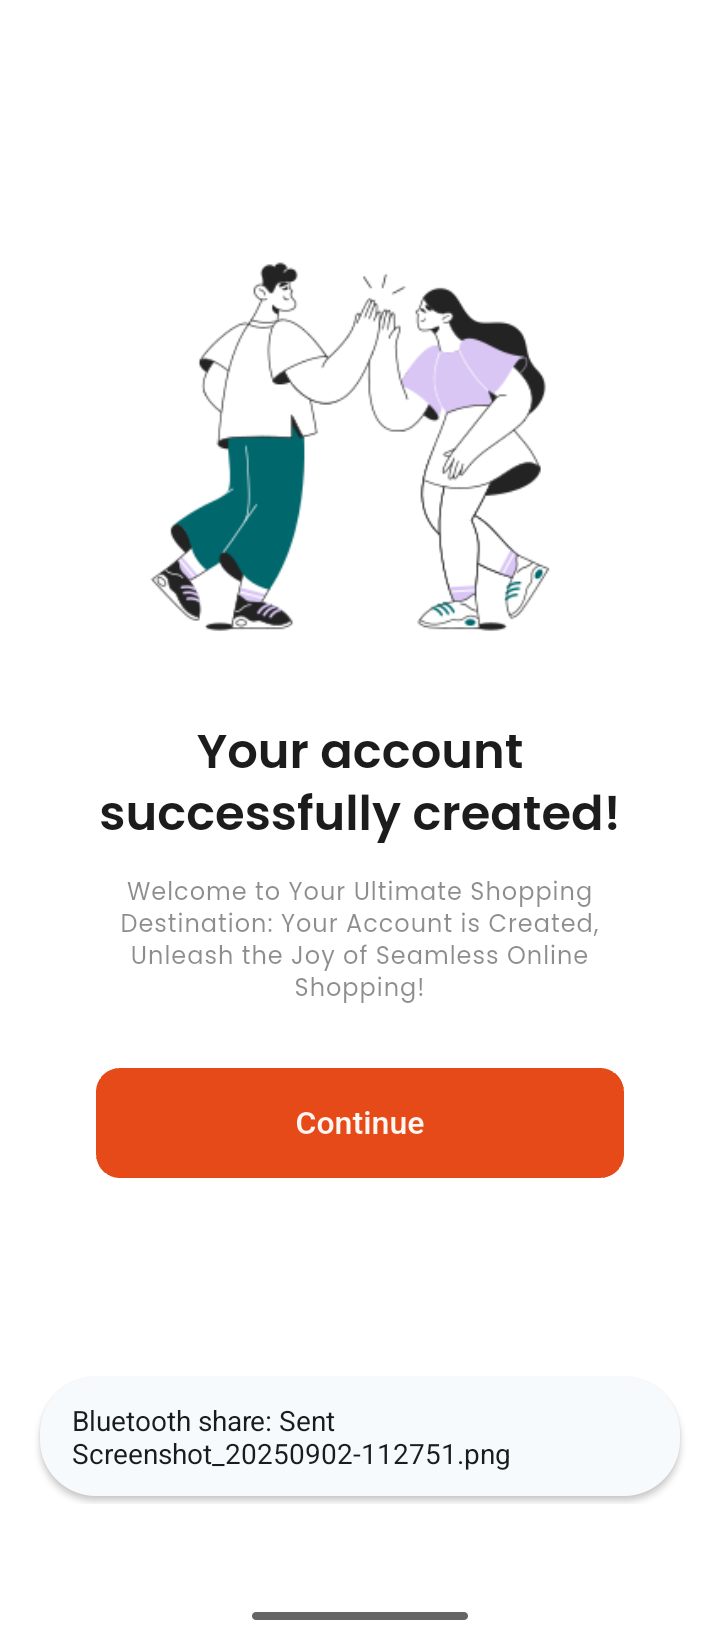 Your account
successfully created!
Welcome to Your Ultimate Shopping
Destination: Your Account is Created,
Unleash the Joy of Seamless Online
Shopping!
Continue
Bluetooth share: Sent
Screenshot_20250902-112751.png